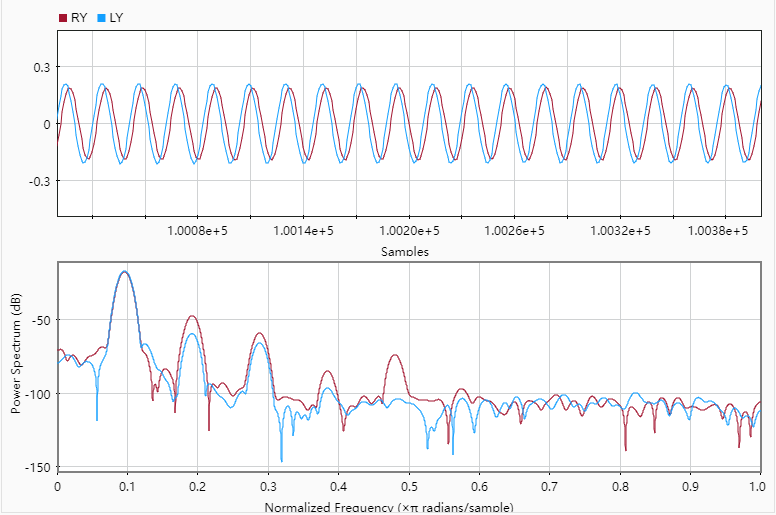 RY LY
0.3
0
-0.3
1.0008e+5 1.0014e+5 1.0020e+5 1.0026e+5 1.0032e+5 1.0038e+5
Samples
Power Spectrum (dB)
-50
-100
-150
0 0.1 0.2 0.3 0.4 0.5 0.6 0.7 0.8 0.9 1.0
Normalized Frequency (×π radians/sample)